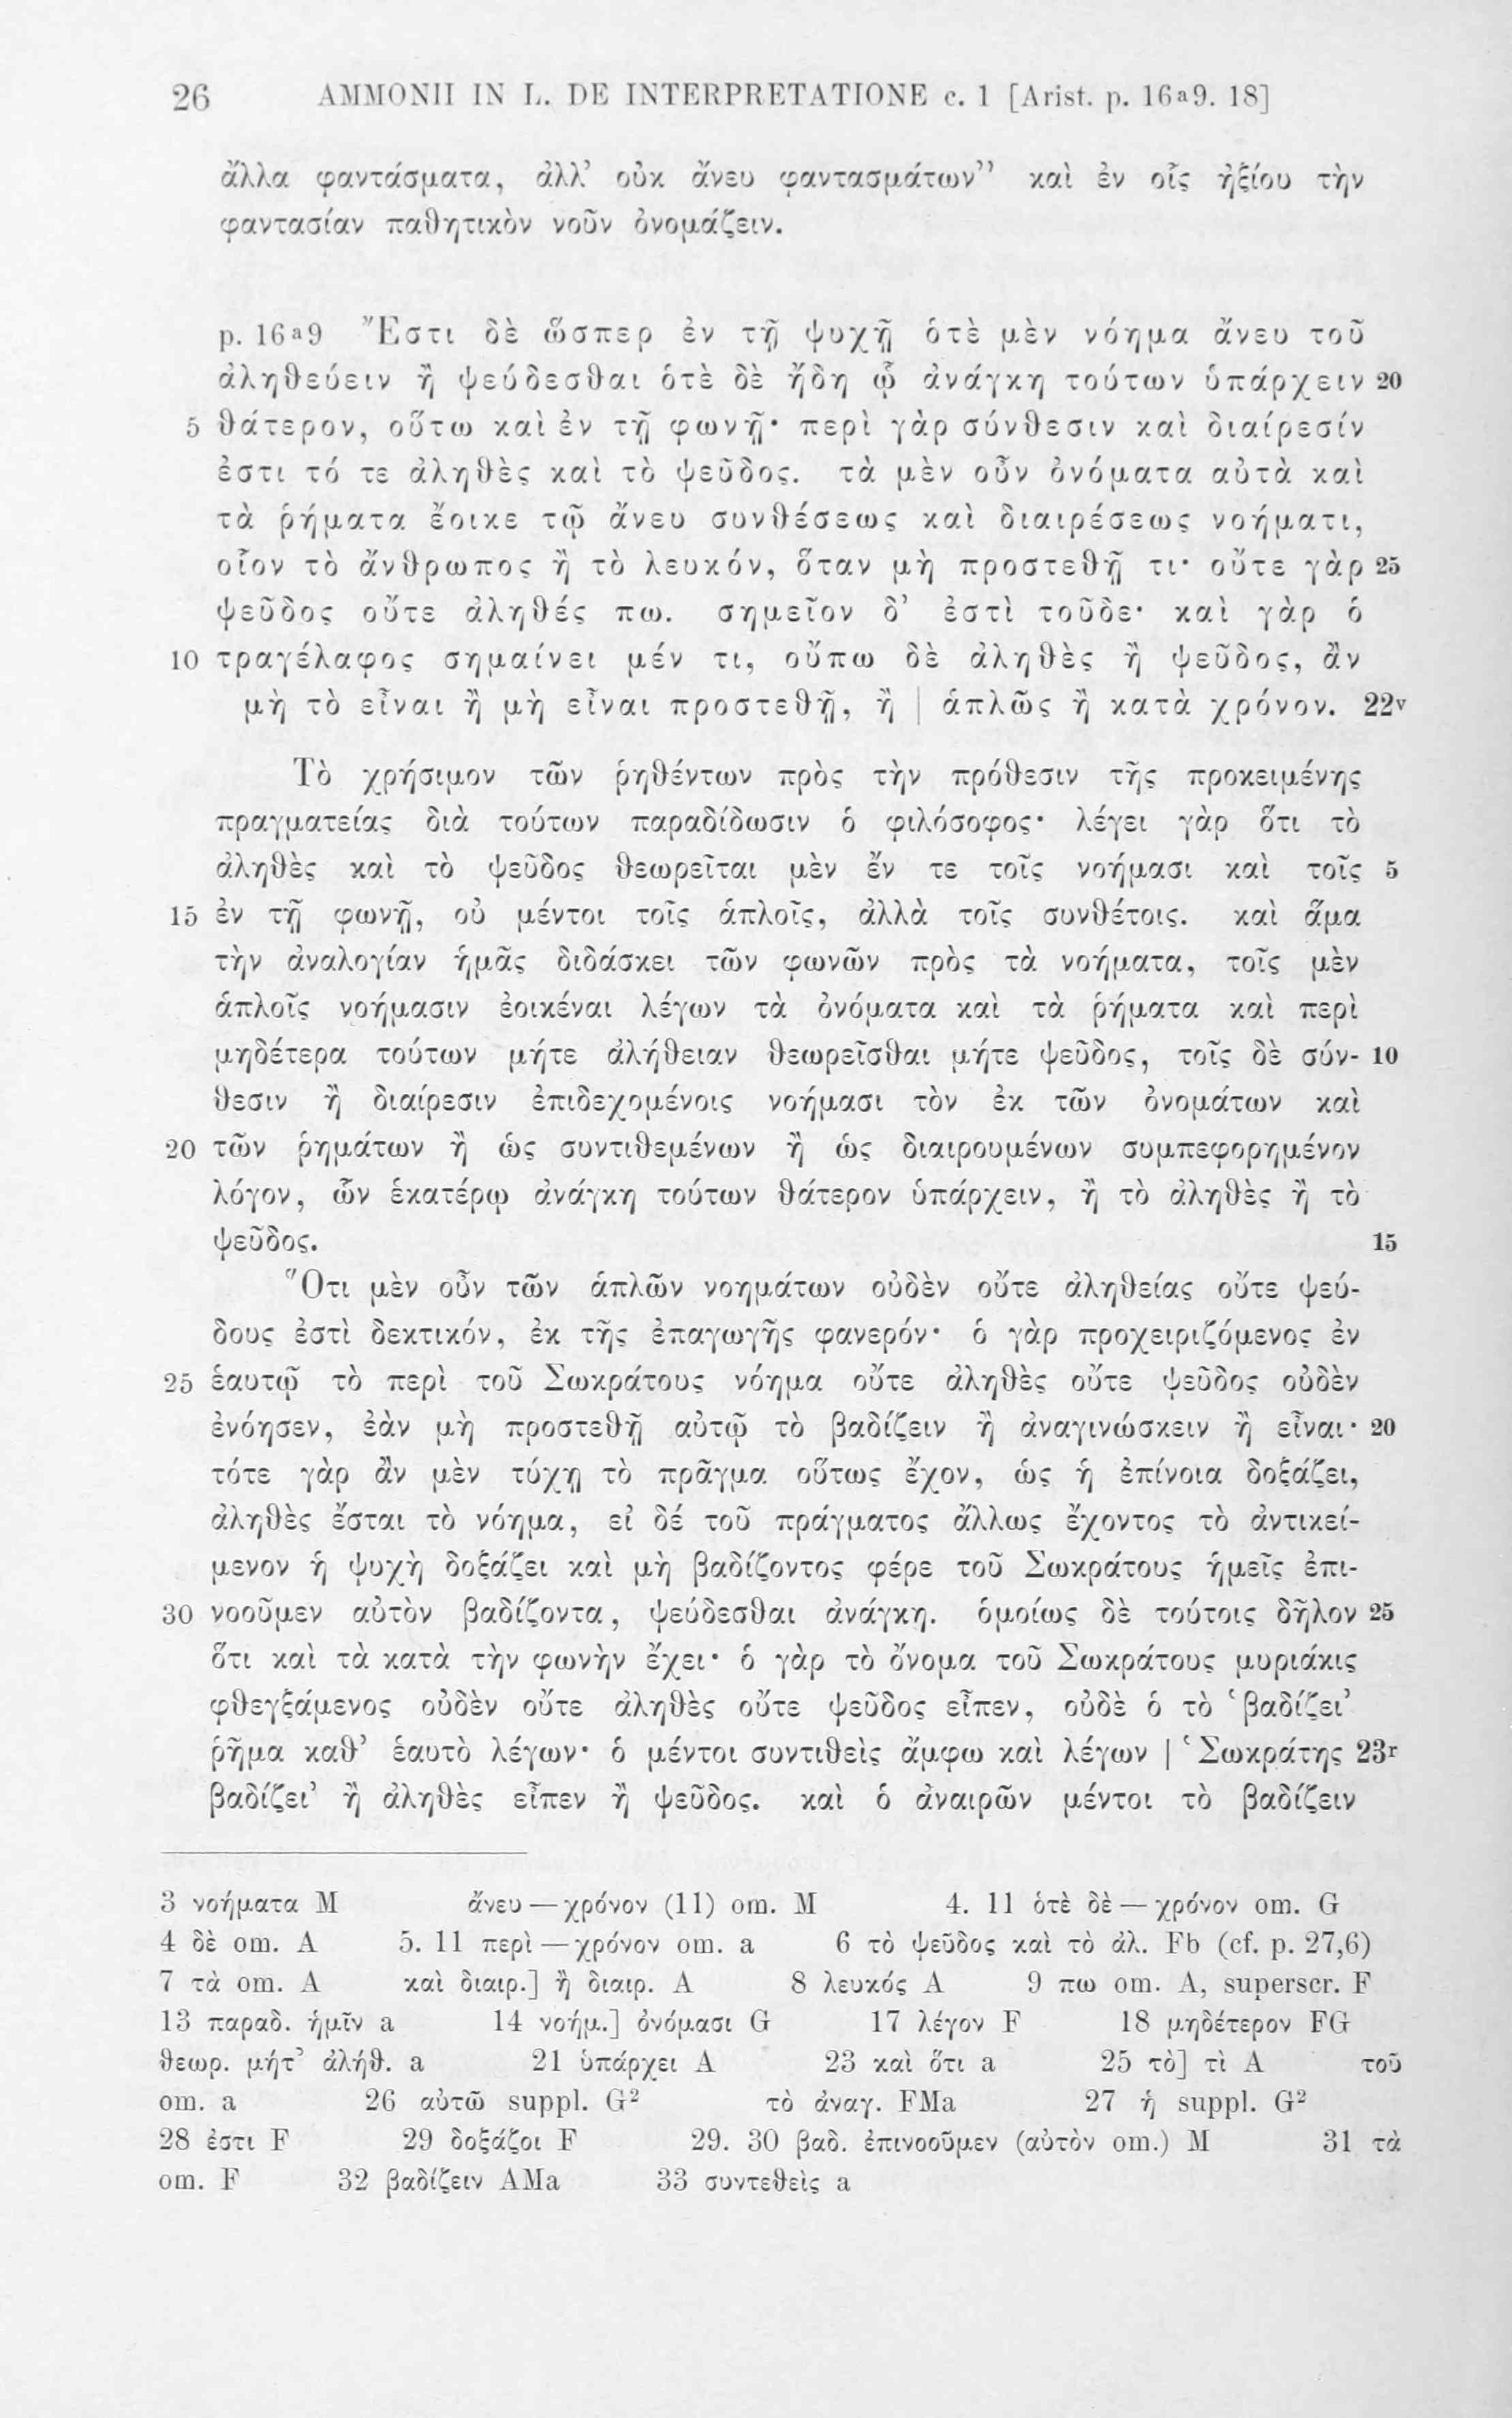 26 AMMONII IN L. DE INTERPRETATIONE c. 1 [Arist. p. 16ᵃ9. 18]
ἄλλα φαντάσματα, ἀλλ’ οὐκ ἄνευ φαντασμάτων” καὶ ἐν οἷς ἠξίου τὴν
φαντασίαν παθητικὸν νοῦν ὀνομάζειν.
p. 16ᵃ9 Ἔστι δὲ ὥσπερ ἐν τῇ ψυχῇ ὁτὲ μὲν νόημα ἄνευ τοῦ
ἀληθεύειν ἢ ψεύδεσθαι ὁτὲ δὲ ἤδη ᾧ ἀνάγκη τούτων ὑπάρχειν 20
5 θάτερον, οὕτω καὶ ἐν τῇ φωνῇ· περὶ γὰρ σύνθεσιν καὶ διαίρεσίν
ἐστι τό τε ἀληθὲς καὶ τὸ ψεῦδος. τὰ μὲν οὖν ὀνόματα αὐτὰ καὶ
τὰ ῥήματα ἔοικε τῷ ἄνευ συνθέσεως καὶ διαιρέσεως νοήματι,
οἷον τὸ ἄνθρωπος ἢ τὸ λευκόν, ὅταν μὴ προστεθῇ τι· οὔτε γὰρ 25
ψεῦδος οὔτε ἀληθές πω. σημεῖον δ’ ἐστὶ τοῦδε· καὶ γὰρ ὁ
10 τραγέλαφος σημαίνει μέν τι, οὔπω δὲ ἀληθὲς ἢ ψεῦδος, ἂν
μὴ τὸ εἶναι ἢ μὴ εἶναι προστεθῇ, ἢ | ἁπλῶς ἢ κατὰ χρόνον. 22ᵛ
Τὸ χρήσιμον τῶν ῥηθέντων πρὸς τὴν πρόθεσιν τῆς προκειμένης
πραγματείας διὰ τούτων παραδίδωσιν ὁ φιλόσοφος· λέγει γὰρ ὅτι τὸ
ἀληθὲς καὶ τὸ ψεῦδος θεωρεῖται μὲν ἔν τε τοῖς νοήμασι καὶ τοῖς 5
15 ἐν τῇ φωνῇ, οὐ μέντοι τοῖς ἁπλοῖς, ἀλλὰ τοῖς συνθέτοις. καὶ ἅμα
τὴν ἀναλογίαν ἡμᾶς διδάσκει τῶν φωνῶν πρὸς τὰ νοήματα, τοῖς μὲν
ἁπλοῖς νοήμασιν ἐοικέναι λέγων τὰ ὀνόματα καὶ τὰ ῥήματα καὶ περὶ
μηδέτερα τούτων μήτε ἀλήθειαν θεωρεῖσθαι μήτε ψεῦδος, τοῖς δὲ σύν- 10
θεσιν ἢ διαίρεσιν ἐπιδεχομένοις νοήμασι τὸν ἐκ τῶν ὀνομάτων καὶ
20 τῶν ῥημάτων ἢ ὡς συντιθεμένων ἢ ὡς διαιρουμένων συμπεφορημένον
λόγον, ὧν ἑκατέρῳ ἀνάγκη τούτων θάτερον ὑπάρχειν, ἢ τὸ ἀληθὲς ἢ τὸ
ψεῦδος. 15
Ὅτι μὲν οὖν τῶν ἁπλῶν νοημάτων οὐδὲν οὔτε ἀληθείας οὔτε ψεύ-
δους ἐστὶ δεκτικόν, ἐκ τῆς ἐπαγωγῆς φανερόν· ὁ γὰρ προχειριζόμενος ἐν
25 ἑαυτῷ τὸ περὶ τοῦ Σωκράτους νόημα οὔτε ἀληθὲς οὔτε ψεῦδος οὐδὲν
ἐνόησεν, ἐὰν μὴ προστεθῇ αὐτῷ τὸ βαδίζειν ἢ ἀναγινώσκειν ἢ εἶναι· 20
τότε γὰρ ἂν μὲν τύχῃ τὸ πρᾶγμα οὕτως ἔχον, ὡς ἡ ἐπίνοια δοξάζει,
ἀληθὲς ἔσται τὸ νόημα, εἰ δέ τοῦ πράγματος ἄλλως ἔχοντος τὸ ἀντικεί-
μενον ἡ ψυχὴ δοξάζει καὶ μὴ βαδίζοντος φέρε τοῦ Σωκράτους ἡμεῖς ἐπι-
30 νοοῦμεν αὐτὸν βαδίζοντα, ψεύδεσθαι ἀνάγκη. ὁμοίως δὲ τούτοις δῆλον 25
ὅτι καὶ τὰ κατὰ τὴν φωνὴν ἔχει· ὁ γὰρ τὸ ὄνομα τοῦ Σωκράτους μυριάκις
φθεγξάμενος οὐδὲν οὔτε ἀληθὲς οὔτε ψεῦδος εἶπεν, οὐδὲ ὁ τὸ ‘βαδίζει’
ῥῆμα καθ’ ἑαυτὸ λέγων· ὁ μέντοι συντιθεὶς ἄμφω καὶ λέγων | ‘Σωκράτης 23ʳ
βαδίζει’ ἢ ἀληθὲς εἶπεν ἢ ψεῦδος. καὶ ὁ ἀναιρῶν μέντοι τὸ βαδίζειν
3 νοήματα M ἄνευ — χρόνον (11) om. M 4. 11 ὁτὲ δὲ — χρόνον om. G
4 δὲ om. A 5. 11 περὶ — χρόνον om. a 6 τὸ ψεῦδος καὶ τὸ ἀλ. Fb (cf. p. 27,6)
7 τὰ om. A καὶ διαιρ.] ἢ διαιρ. A 8 λευκός A 9 πω om. A, superscr. F
13 παραδ. ἡμῖν a 14 νοήμ.] ὀνόμασι G 17 λέγον F 18 μηδέτερον FG
θεωρ. μήτ’ ἀλήθ. a 21 ὑπάρχει A 23 καὶ ὅτι a 25 τὸ] τὶ A τοῦ
om. a 26 αὐτῶ suppl. G² τὸ ἀναγ. FMa 27 ἡ suppl. G²
28 ἐστι F 29 δοξάζοι F 29. 30 βαδ. ἐπινοοῦμεν (αὐτὸν om.) M 31 τὰ
om. F 32 βαδίζειν AMa 33 συντεθεὶς a